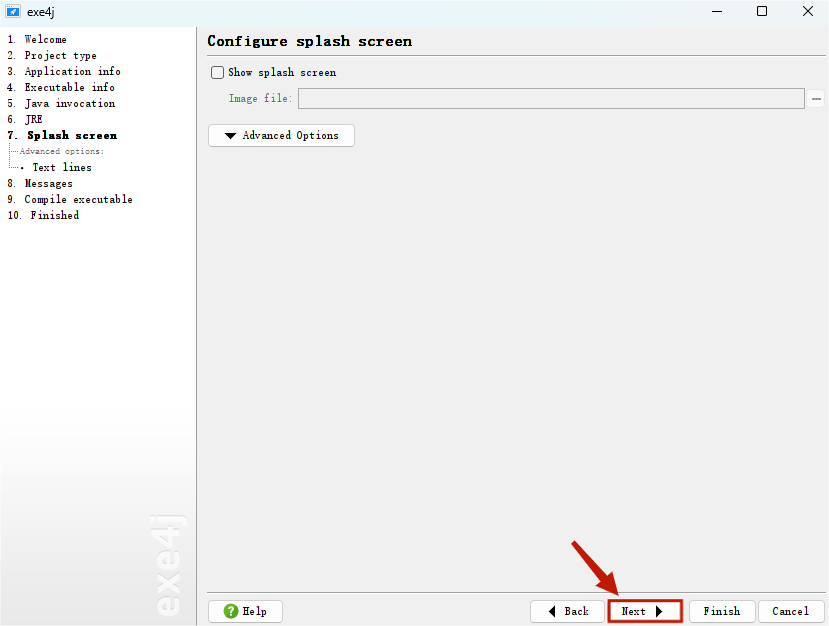 exe4j
1. Welcome
2. Project type
3. Application info
4. Executable info
5. Java invocation
6. JRE
7. Splash screen
Advanced options:
Text lines
8. Messages
9. Compile executable
10. Finished
exe4j
Configure splash screen
Show splash screen
Image file:
Advanced Options
Help
Back
Next
Finish
Cancel